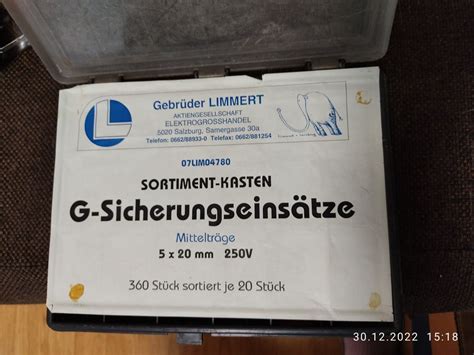 Gebrüder LIMMERT
AKTIENGESELLSCHAFT
ELEKTROGROSSHANDEL
5020 Salzburg, Samergasse 30a
Telefon: 0662/88933-0 Telefax: 0662/881254
L
07LIM04780
SORTIMENT-KASTEN
G-Sicherungseinsätze
Mittelträge
5 x 20 mm 250V
360 Stück sortiert je 20 Stück
30.12.2022 15:18